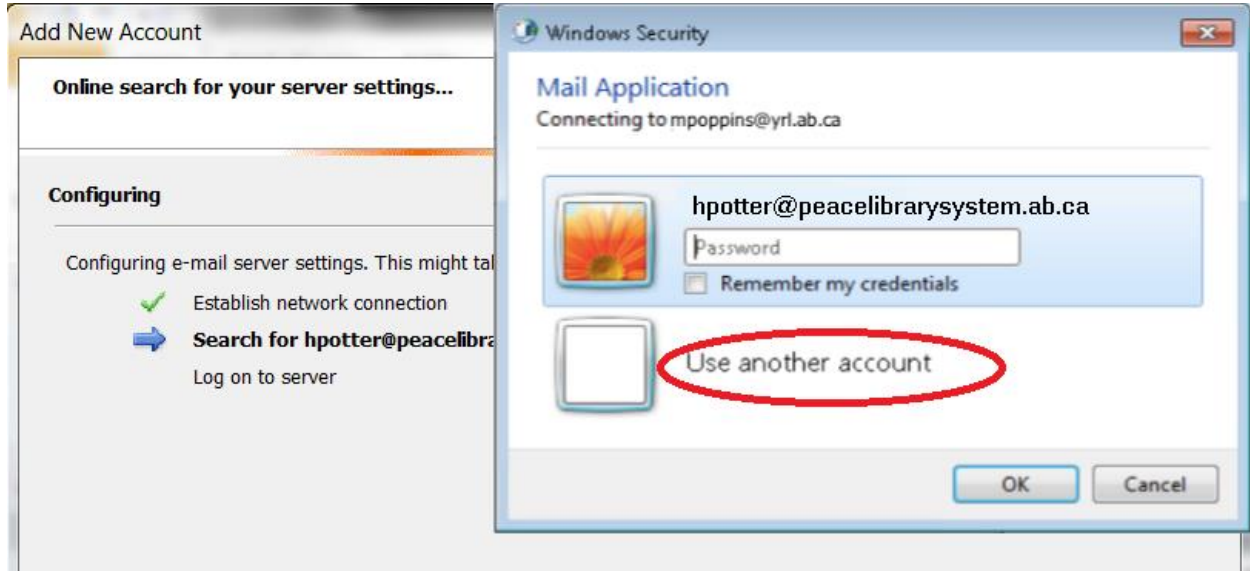 Add New Accou
Online search for your server settings...
Configuring
Configuring e-mail server settings. This might tal
Establish network connection
Search for hpotter@peacelibra
Log on to server
Windows Security
Mail Application
Connecting to mpoppins@yrl.ab.ca
hpotter@peacelibrarysystem.ab.ca
Password
Remember my credentials
Use another account
OK Cancel